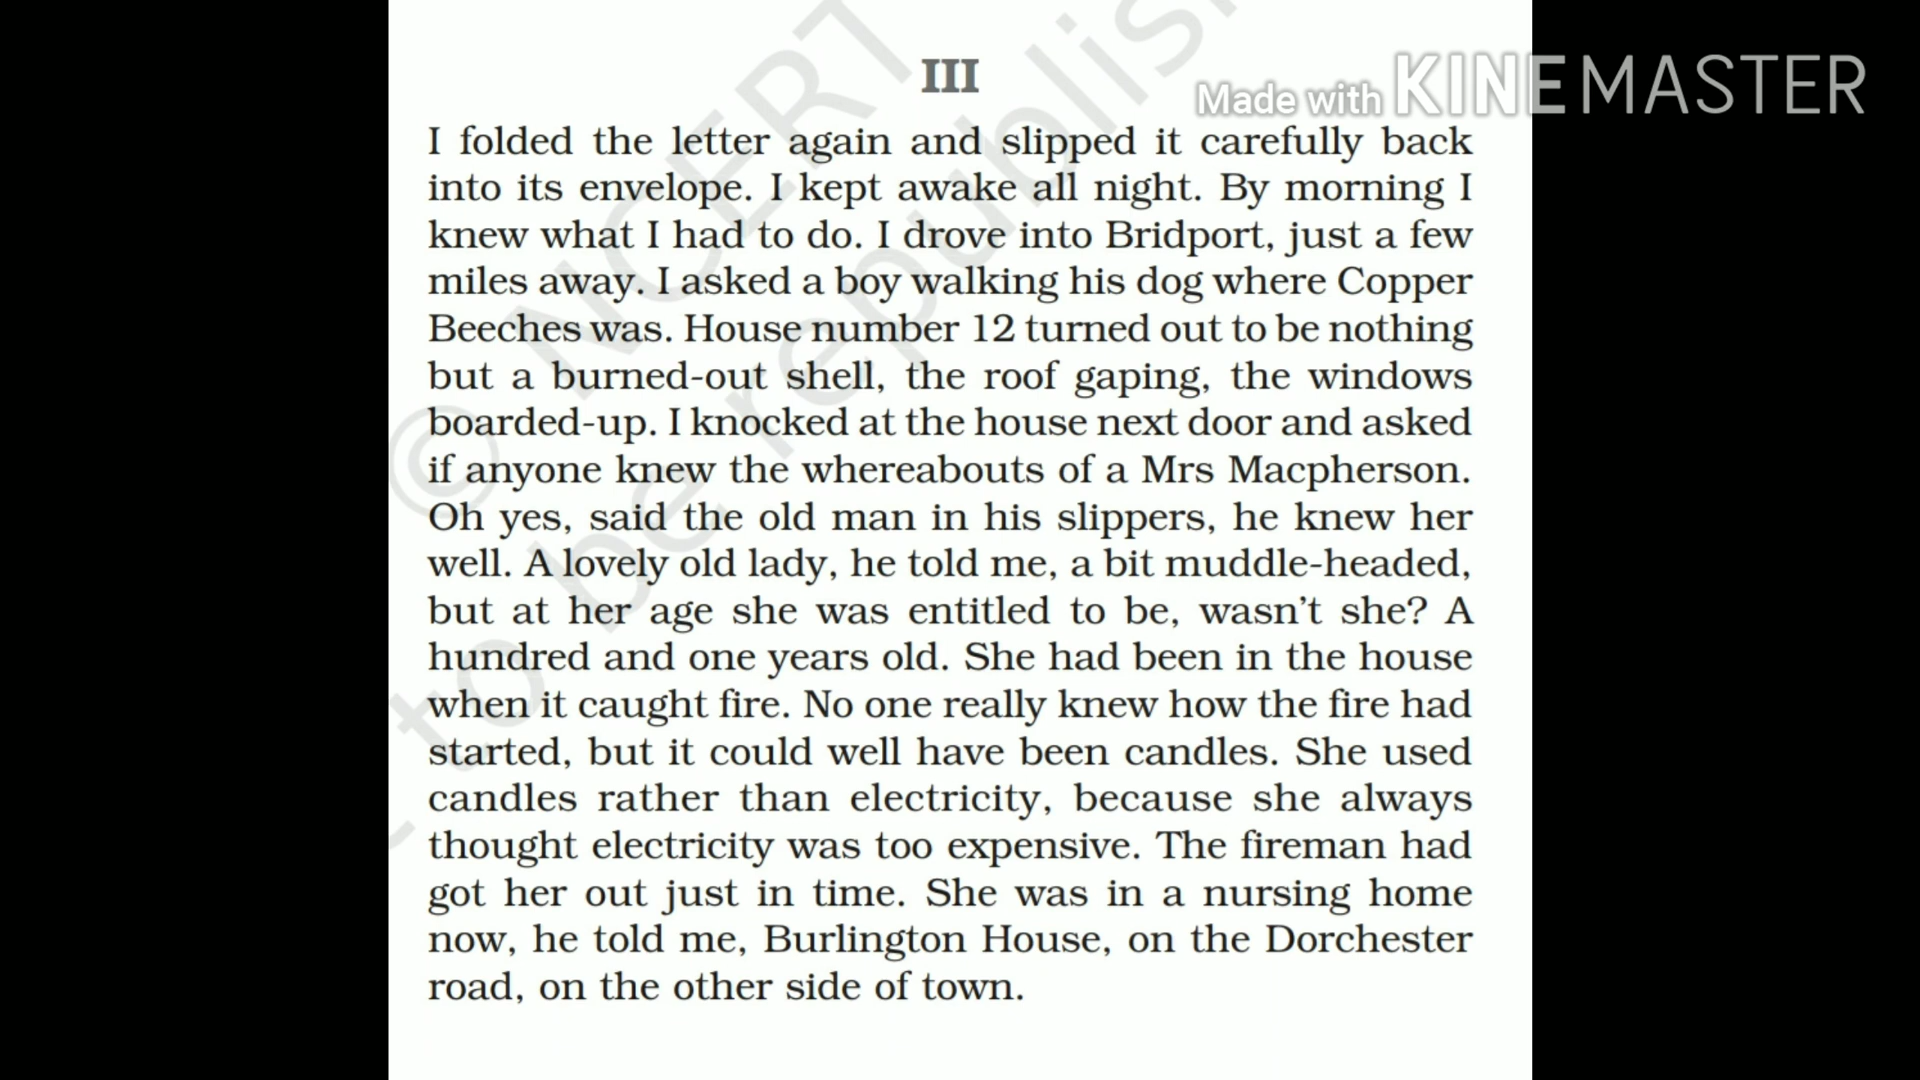 III
Made with KINEMASTER
I folded the letter again and slipped it carefully back
into its envelope. I kept awake all night. By morning I
knew what I had to do. I drove into Bridport, just a few
miles away. I asked a boy walking his dog where Copper
Beeches was. House number 12 turned out to be nothing
but a burned-out shell, the roof gaping, the windows
boarded-up. I knocked at the house next door and asked
if anyone knew the whereabouts of a Mrs Macpherson.
Oh yes, said the old man in his slippers, he knew her
well. A lovely old lady, he told me, a bit muddle-headed,
but at her age she was entitled to be, wasn't she? A
hundred and one years old. She had been in the house
when it caught fire. No one really knew how the fire had
started, but it could well have been candles. She used
candles rather than electricity, because she always
thought electricity was too expensive. The fireman had
got her out just in time. She was in a nursing home
now, he told me, Burlington House, on the Dorchester
road, on the other side of town.
© NCERT
to be republis